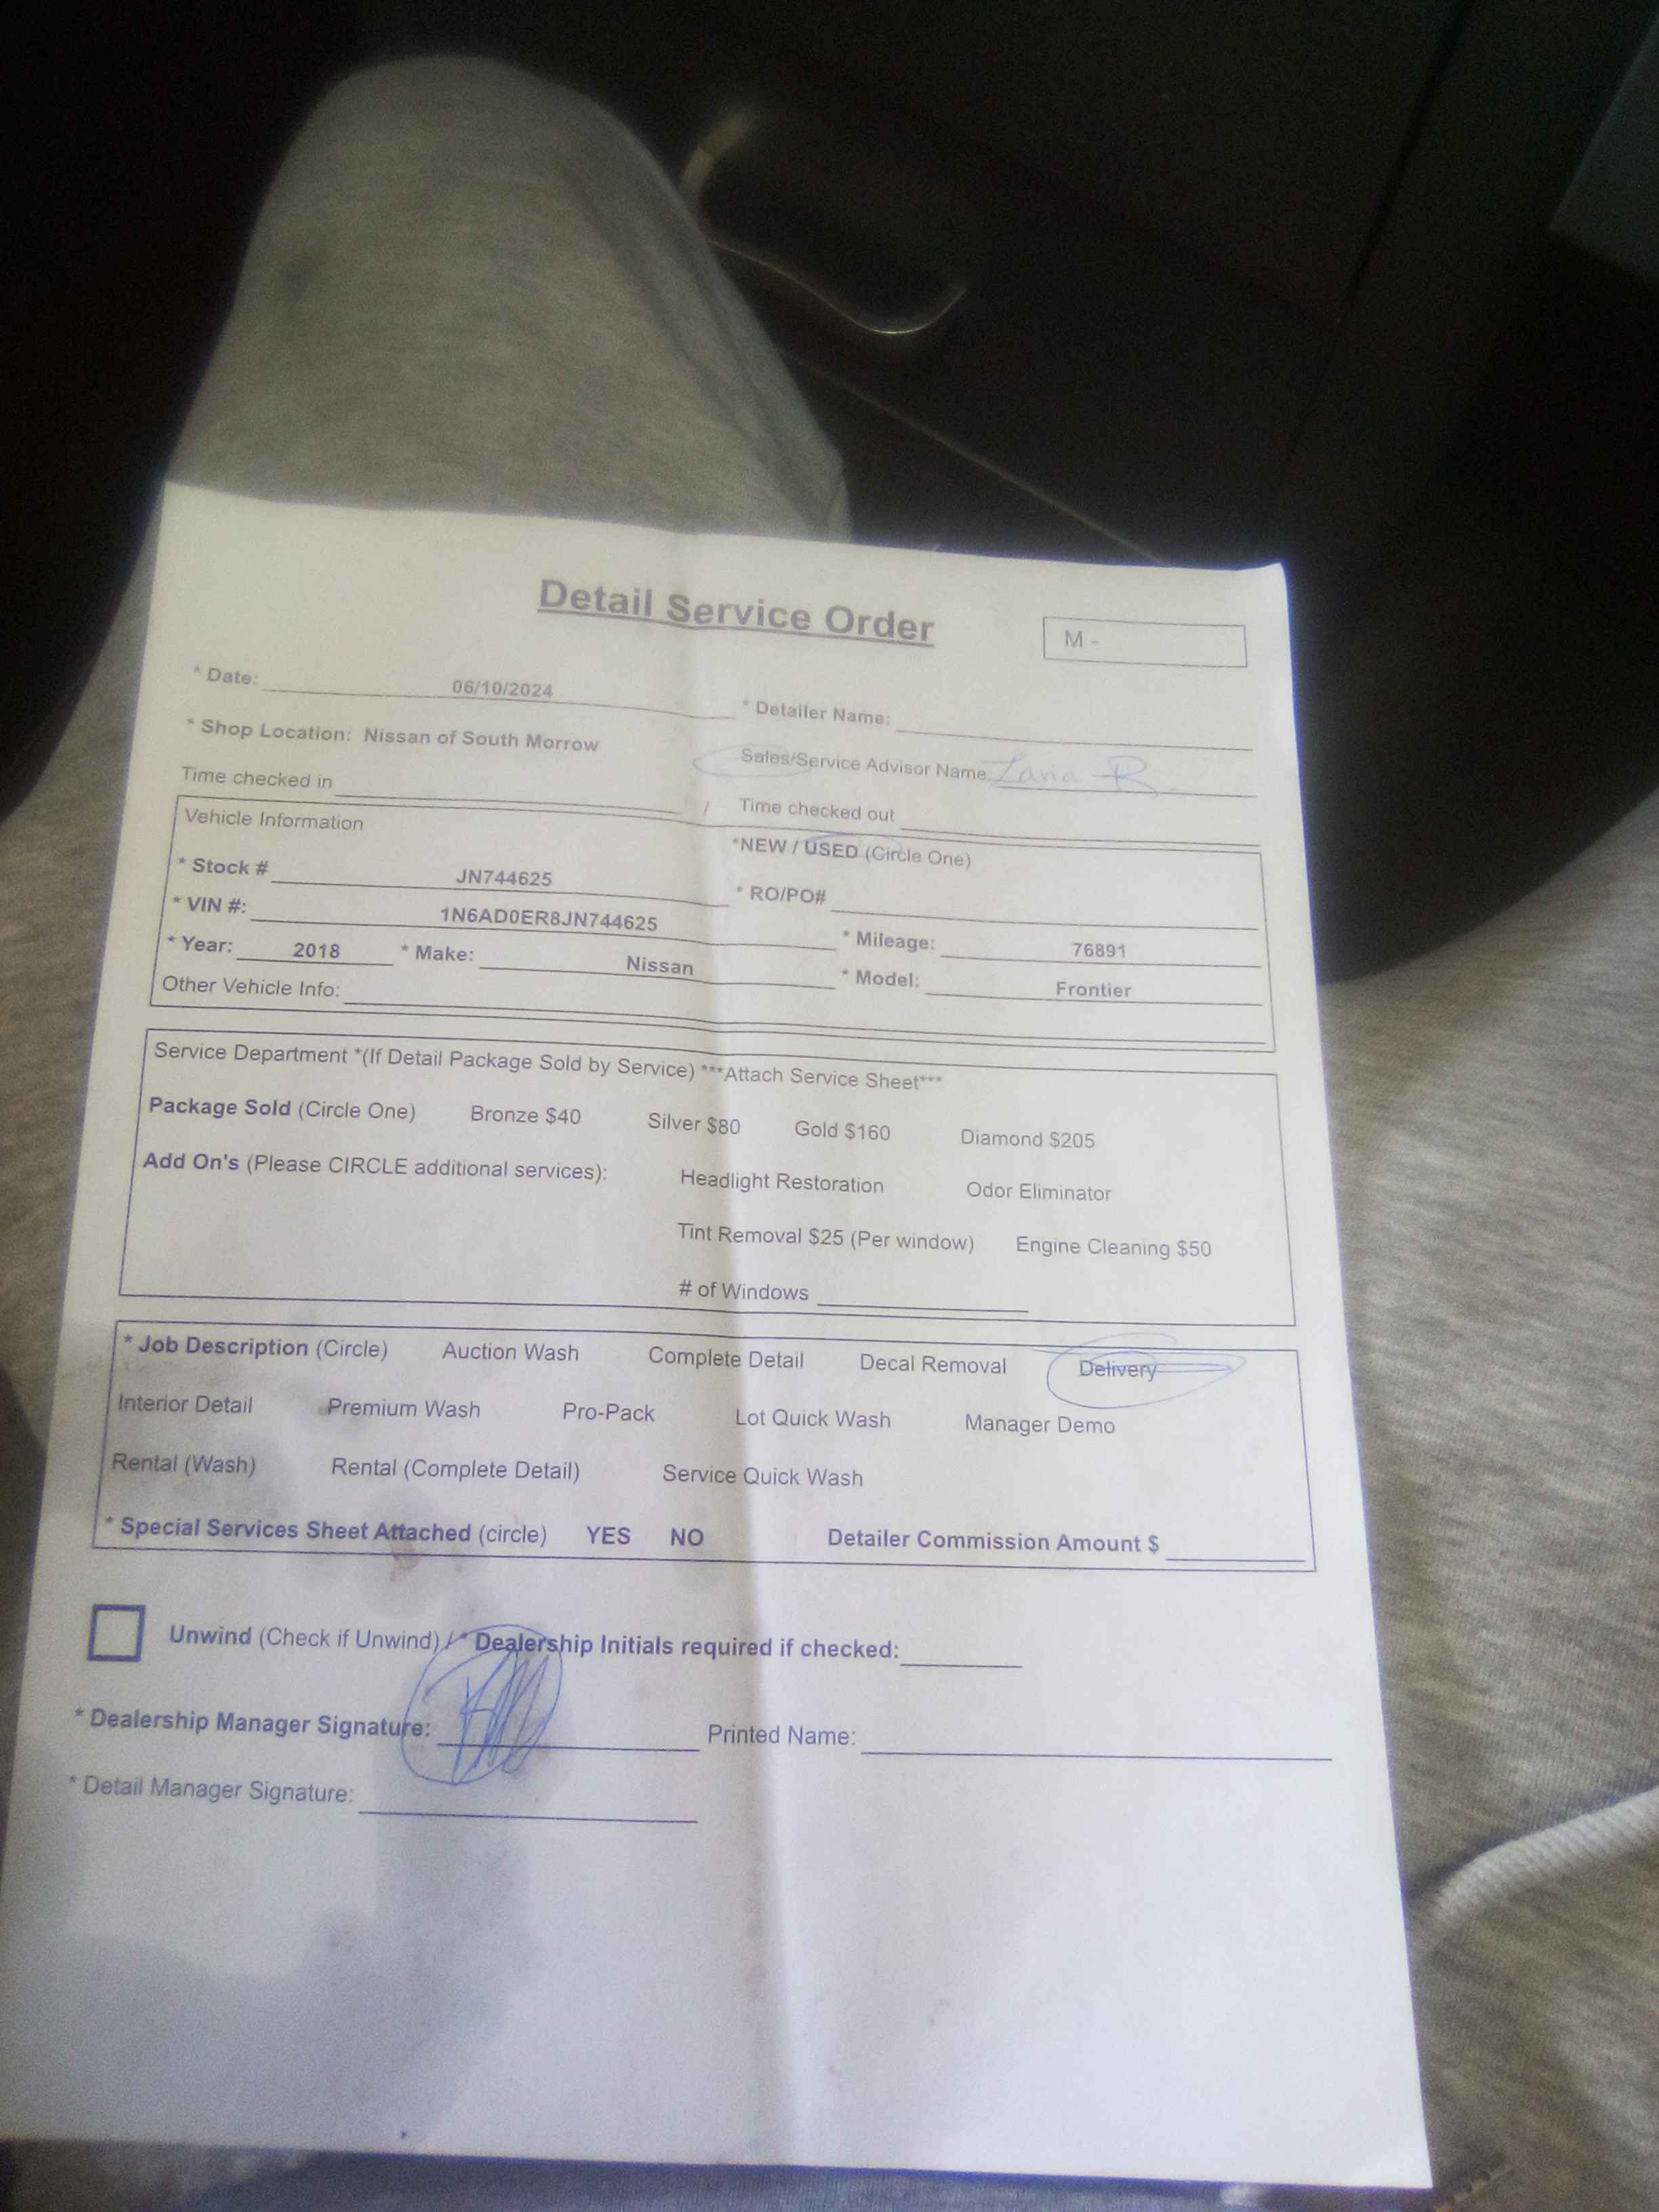 Detail Service Order
M -
* Date: 06/10/2024 * Detailer Name:
* Shop Location: Nissan of South Morrow Sales/Service Advisor Name: R.
Time checked in / Time checked out
Vehicle Information *NEW / USED (Circle One)
* Stock # JN744625 * RO/PO#
* VIN #: 1N6AD0ER8JN744625 * Mileage: 76891
* Year: 2018 * Make: Nissan * Model: Frontier
Other Vehicle Info:
Service Department *(If Detail Package Sold by Service) ***Attach Service Sheet***
Package Sold (Circle One) Bronze $40 Silver $80 Gold $160 Diamond $205
Add On's (Please CIRCLE additional services): Headlight Restoration Odor Eliminator
Tint Removal $25 (Per window) Engine Cleaning $50
# of Windows
* Job Description (Circle) Auction Wash Complete Detail Decal Removal Delivery
Interior Detail Premium Wash Pro-Pack Lot Quick Wash Manager Demo
Rental (Wash) Rental (Complete Detail) Service Quick Wash
* Special Services Sheet Attached (circle) YES NO Detailer Commission Amount $
Unwind (Check if Unwind) / * Dealership Initials required if checked:
* Dealership Manager Signature: Printed Name:
* Detail Manager Signature: